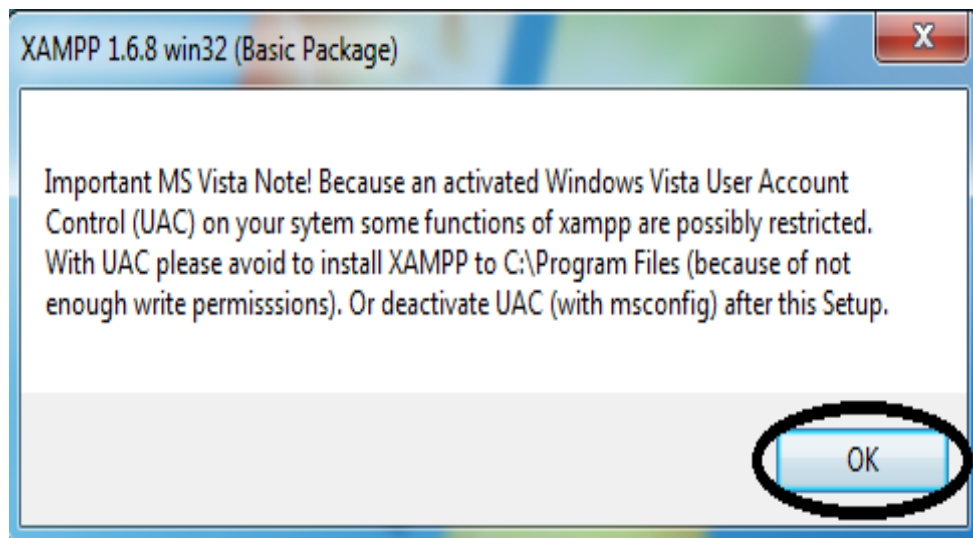 XAMPP 1.6.8 win32 (Basic Package)
Important MS Vista Note! Because an activated Windows Vista User Account
Control (UAC) on your sytem some functions of xampp are possibly restricted.
With UAC please avoid to install XAMPP to C:\Program Files (because of not
enough write permisssions). Or deactivate UAC (with msconfig) after this Setup.
OK